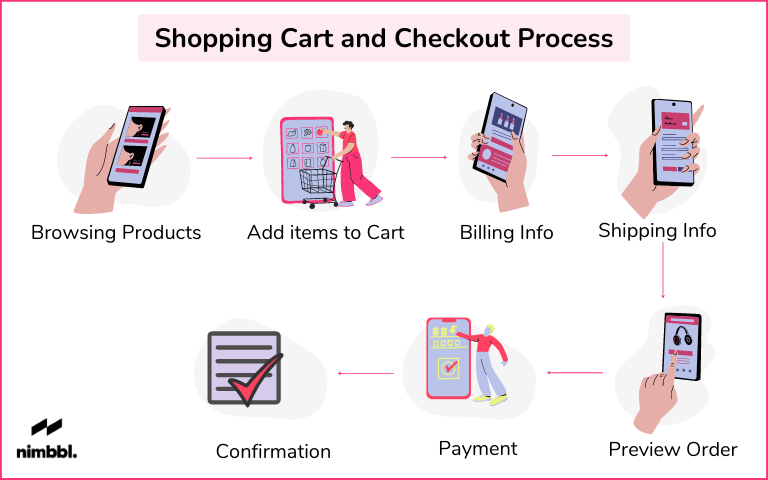 Shopping Cart and Checkout Process
Browsing Products
Add items to Cart
Billing Info
Shipping Info
Preview Order
Payment
Confirmation
nimbbl.